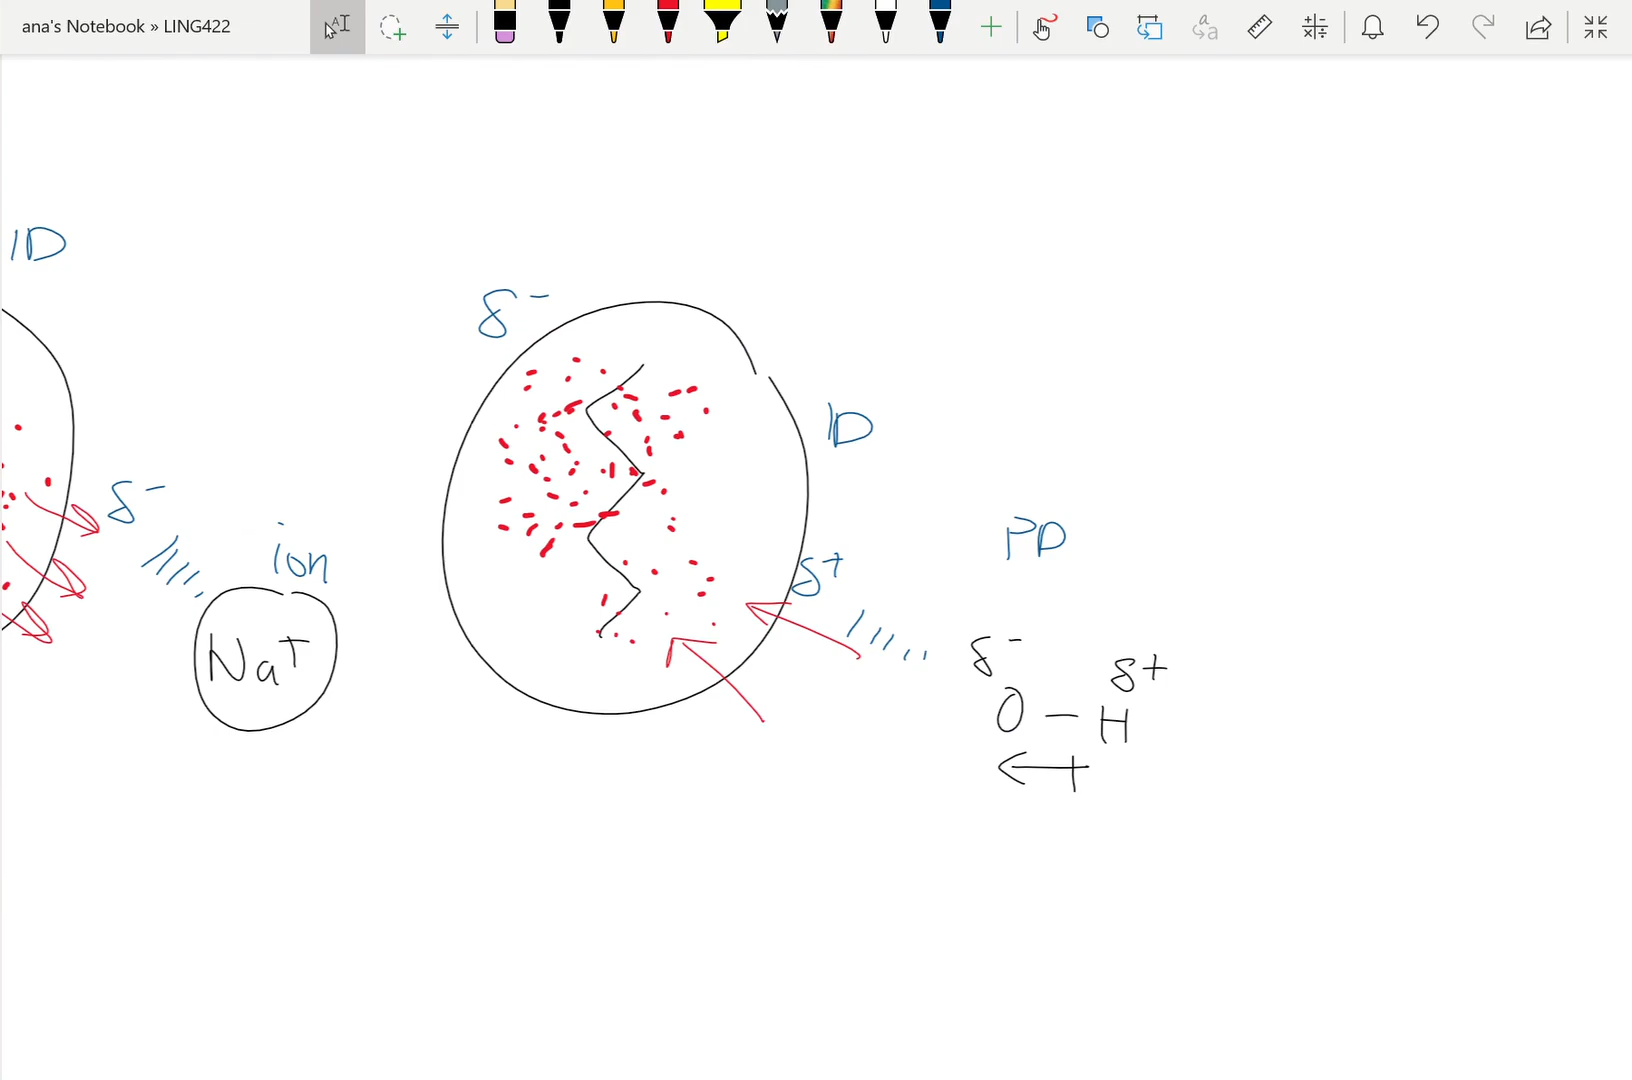 ana's Notebook » LING422
ID
δ⁻
ID
δ⁻
ion
Na⁺
δ⁺
PD
δ⁻
δ+
O – H